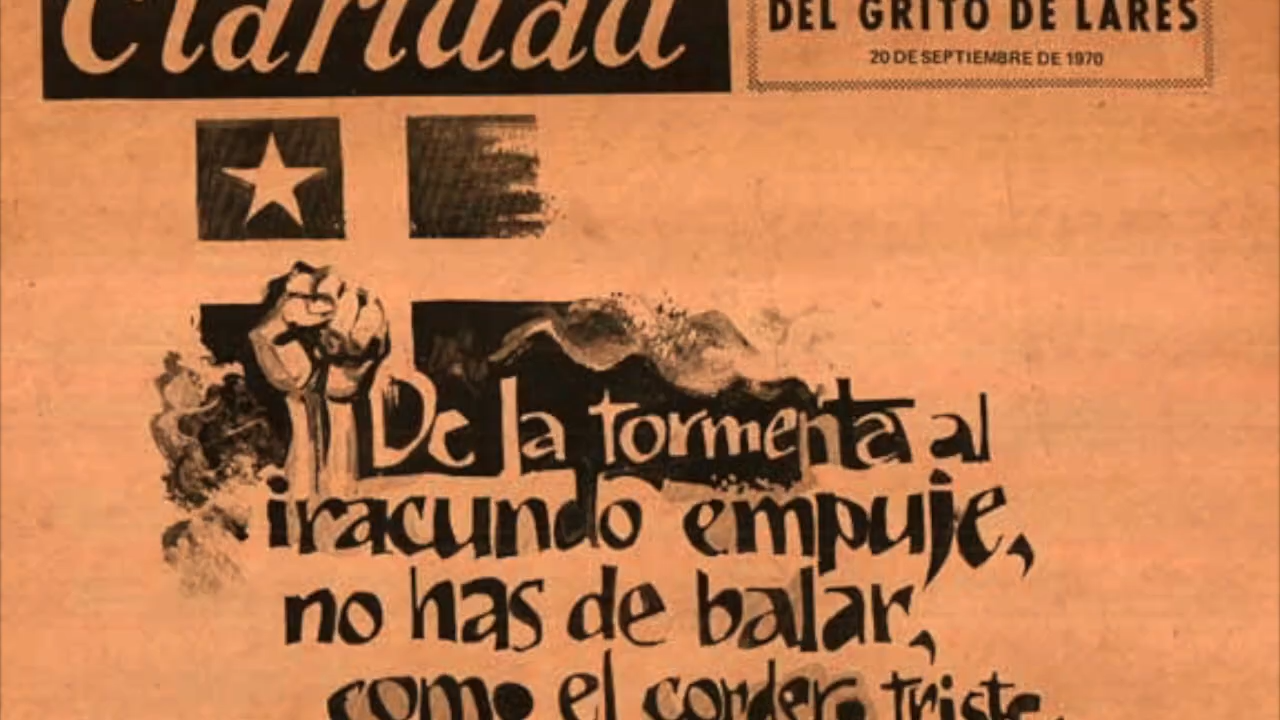 Claridad
DEL GRITO DE LARES
20 DE SEPTIEMBRE DE 1970
De la tormenta al
iracundo empuje,
no has de balar,
como el cordero triste,